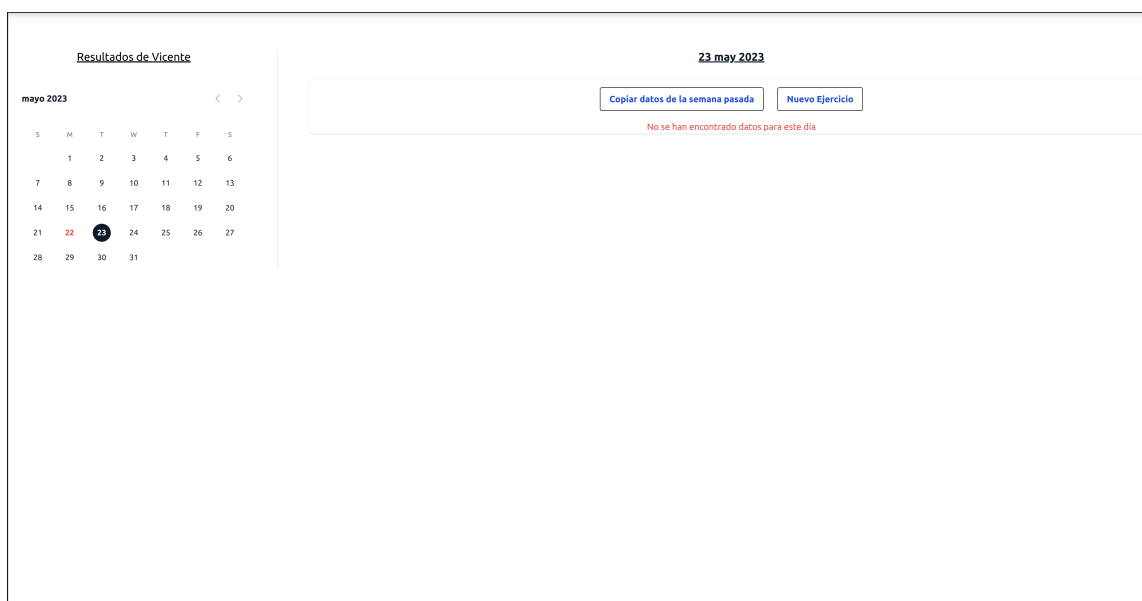 Resultados de Vicente
mayo 2023
S M T W T F S
1 2 3 4 5 6
7 8 9 10 11 12 13
14 15 16 17 18 19 20
21 22 23 24 25 26 27
28 29 30 31
23 may 2023
Copiar datos de la semana pasada Nuevo Ejercicio
No se han encontrado datos para este día